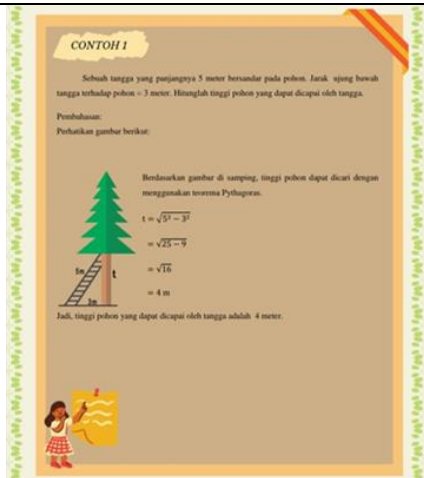 CONTOH 1
Sebuah tangga yang panjangnya 5 meter bersandar pada pohon. Jarak ujung bawah
tangga terhadap pohon = 3 meter. Hitunglah tinggi pohon yang dapat dicapai oleh tangga.
Pembahasan:
Perhatikan gambar berikut:
Berdasarkan gambar di samping, tinggi pohon dapat dicari dengan
menggunakan teorema Pythagoras.
t = √5² − 3²
= √25 − 9
= √16
= 4 m
5m
t
3m
Jadi, tinggi pohon yang dapat dicapai oleh tangga adalah 4 meter.